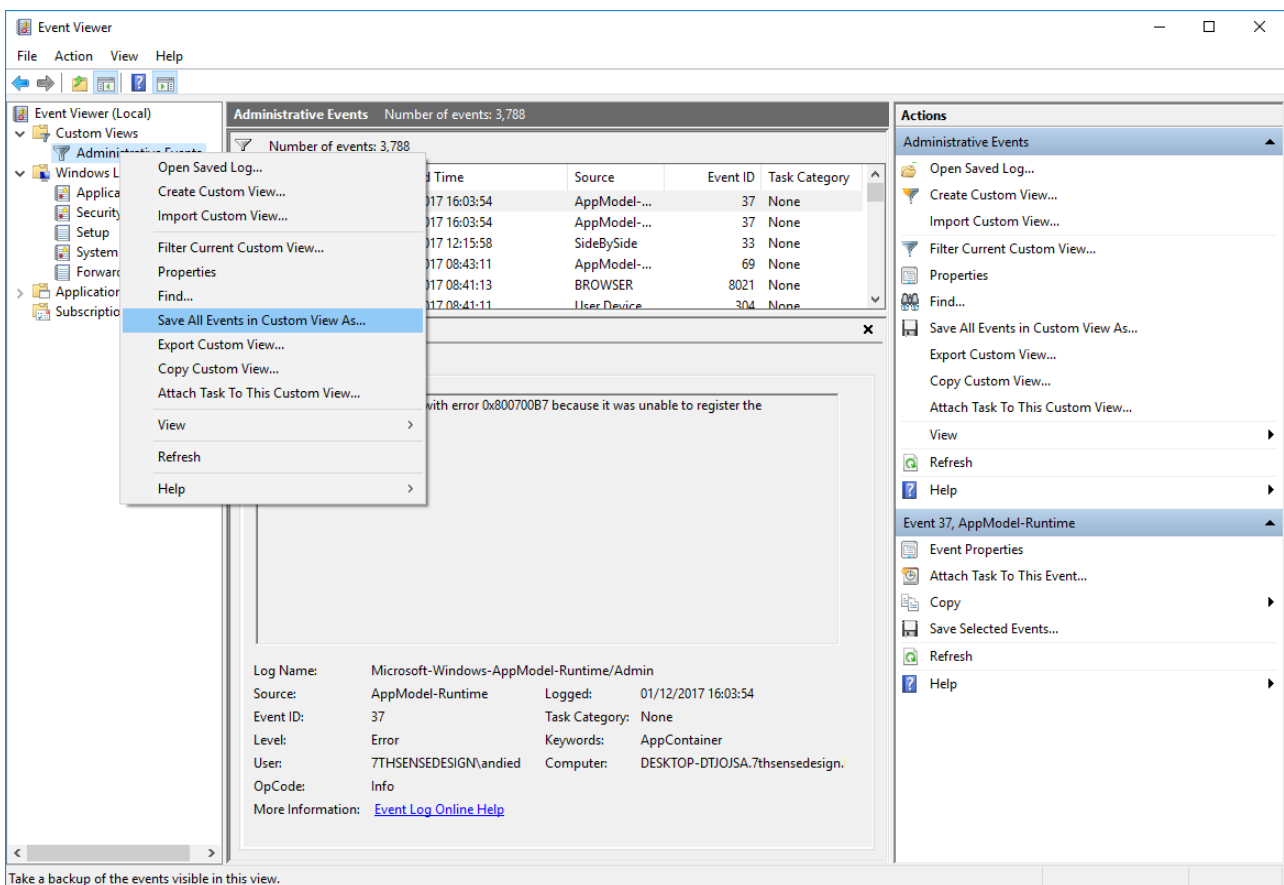 Event Viewer
File Action View Help
Event Viewer (Local)
Custom Views
Administrative Events
Windows L
Applica
Security
Setup
System
Forward
Application
Subscriptio
Open Saved Log...
Create Custom View...
Import Custom View...
Filter Current Custom View...
Properties
Find...
Save All Events in Custom View As...
Export Custom View...
Copy Custom View...
Attach Task To This Custom View...
View
Refresh
Help
Administrative Events Number of events: 3,788
Number of events: 3,788
d Time Source Event ID Task Category
017 16:03:54 AppModel-... 37 None
017 16:03:54 AppModel-... 37 None
017 12:15:58 SideBySide 33 None
017 08:43:11 AppModel-... 69 None
017 08:41:13 BROWSER 8021 None
017 08:41:11 User Device 304 None
with error 0x800700B7 because it was unable to register the
Log Name: Microsoft-Windows-AppModel-Runtime/Admin
Source: AppModel-Runtime Logged: 01/12/2017 16:03:54
Event ID: 37 Task Category: None
Level: Error Keywords: AppContainer
User: 7THSENSEDESIGN\andied Computer: DESKTOP-DTJOJSA.7thsensedesign.
OpCode: Info
More Information: Event Log Online Help
Actions
Administrative Events
Open Saved Log...
Create Custom View...
Import Custom View...
Filter Current Custom View...
Properties
Find...
Save All Events in Custom View As...
Export Custom View...
Copy Custom View...
Attach Task To This Custom View...
View
Refresh
Help
Event 37, AppModel-Runtime
Event Properties
Attach Task To This Event...
Copy
Save Selected Events...
Refresh
Help
Take a backup of the events visible in this view.